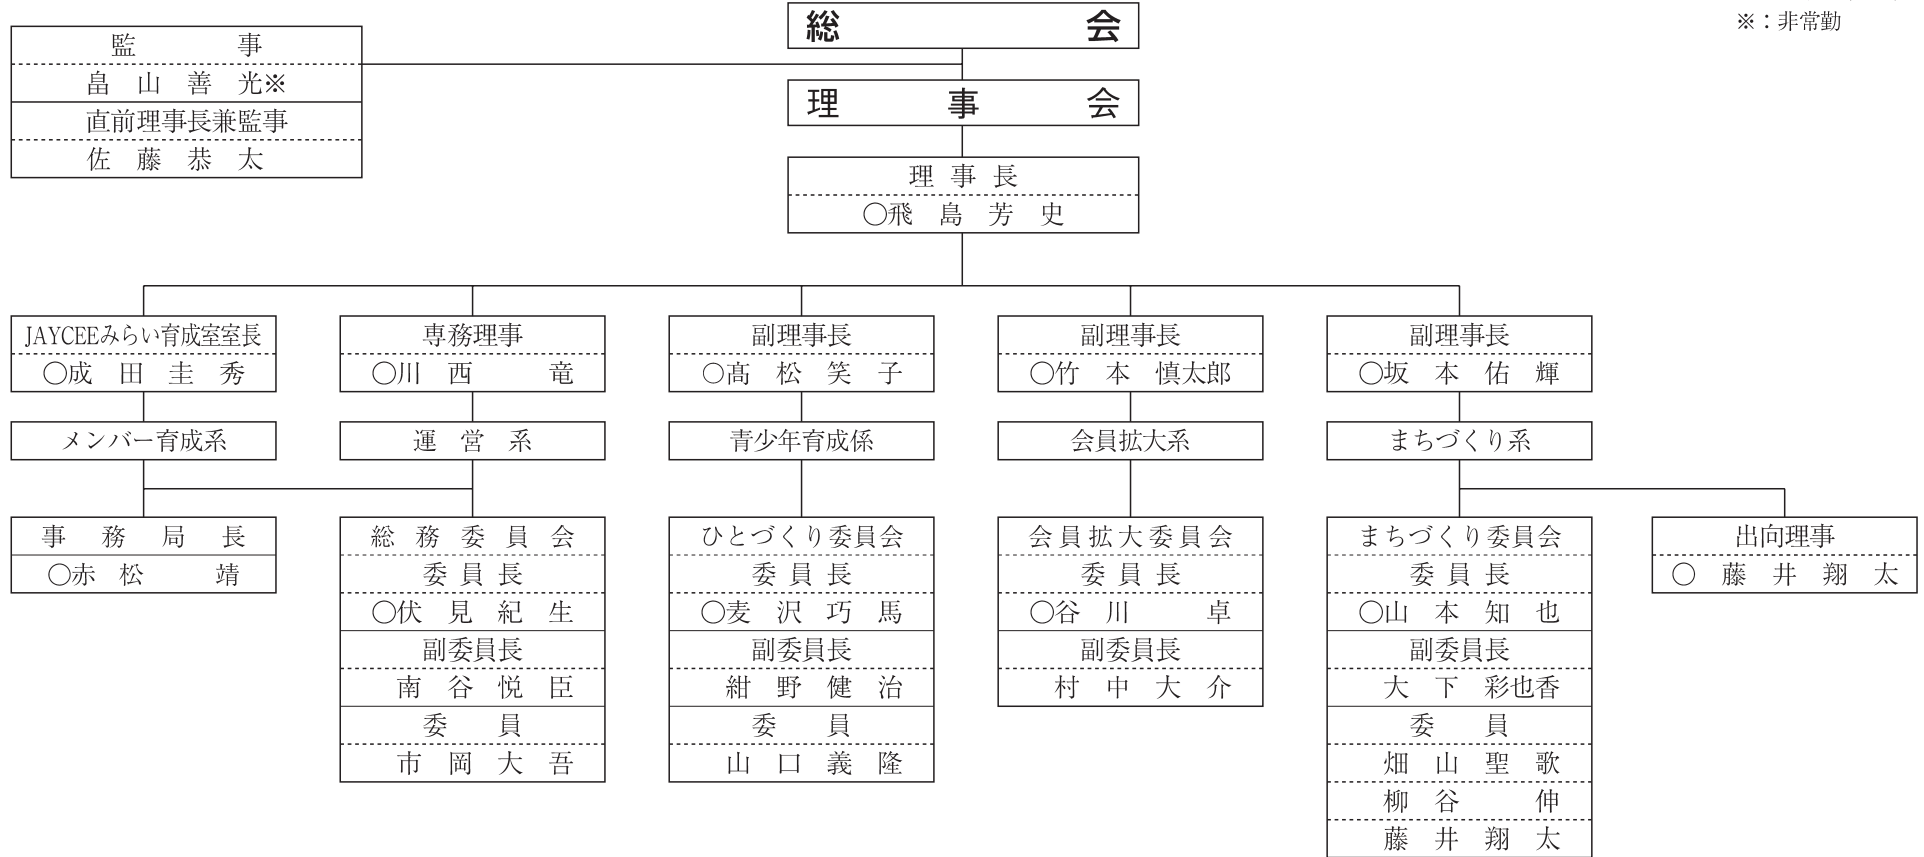 ※：非常勤
総会
監事
畠山善光※
直前理事長兼監事
佐藤恭太
理事会
理事長
〇飛島芳史
JAYCEEみらい育成室室長
〇成田圭秀
メンバー育成系
事務局長
〇赤松靖
専務理事
〇川西竜
運営系
総務委員会
委員長
〇伏見紀生
副委員長
南谷悦臣
委員
市岡大吾
副理事長
〇髙松笑子
青少年育成係
ひとづくり委員会
委員長
〇麦沢巧馬
副委員長
紺野健治
委員
山口義隆
副理事長
〇竹本慎太郎
会員拡大系
会員拡大委員会
委員長
〇谷川卓
副委員長
村中大介
副理事長
〇坂本佑輝
まちづくり系
まちづくり委員会
委員長
〇山本知也
副委員長
大下彩也香
委員
畑山聖歌
柳谷伸
藤井翔太
出向理事
〇藤井翔太